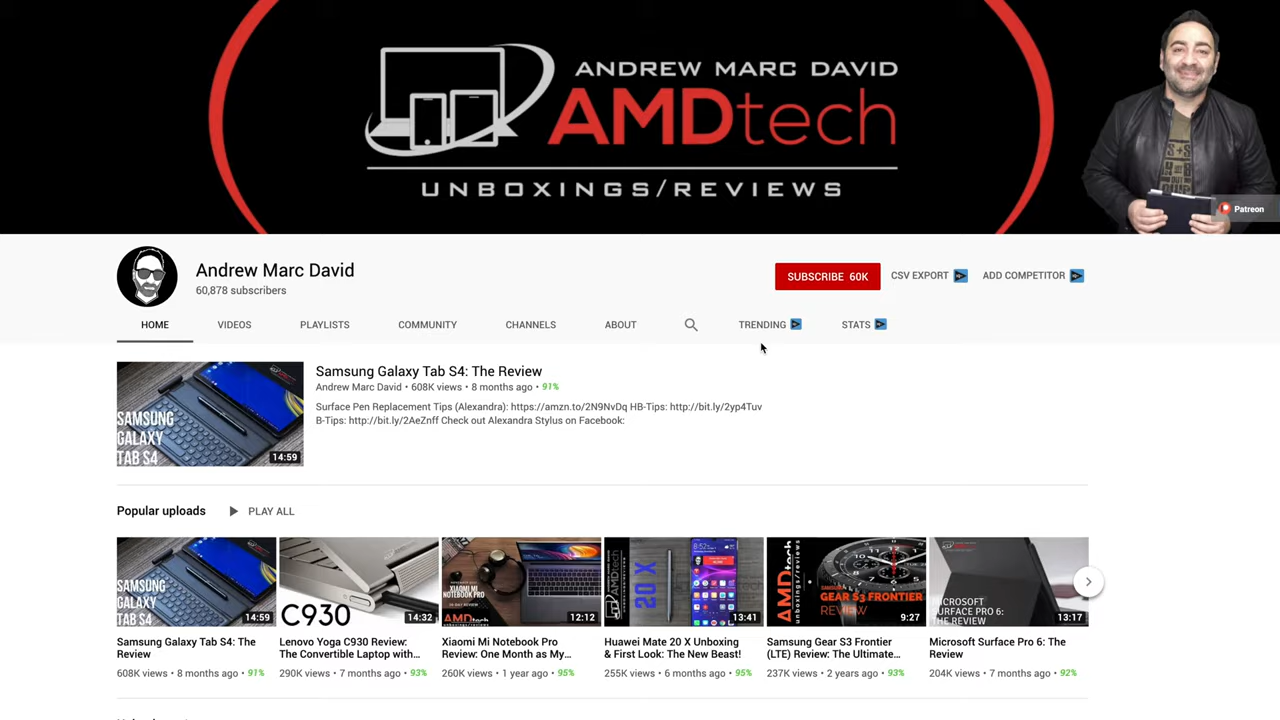 ANDREW MARC DAVID
AMDtech
UNBOXINGS/REVIEWS
Patreon
Andrew Marc David
60,878 subscribers
SUBSCRIBE 60K
CSV EXPORT
ADD COMPETITOR
HOME
VIDEOS
PLAYLISTS
COMMUNITY
CHANNELS
ABOUT
TRENDING
STATS
SAMSUNG
GALAXY
TAB S4
14:59
Samsung Galaxy Tab S4: The Review
Andrew Marc David • 608K views • 8 months ago • 91%
Surface Pen Replacement Tips (Alexandra): https://amzn.to/2N9NvDq HB-Tips: http://bit.ly/2yp4Tuv
B-Tips: http://bit.ly/2AeZnff Check out Alexandra Stylus on Facebook:
Popular uploads
PLAY ALL
SAMSUNG
GALAXY
TAB S4
14:59
Samsung Galaxy Tab S4: The
Review
608K views • 8 months ago • 91%
C930
14:32
Lenovo Yoga C930 Review:
The Convertible Laptop with...
290K views • 7 months ago • 93%
XIAOMI MI
NOTEBOOK PRO
AMDtech
12:12
Xiaomi Mi Notebook Pro
Review: One Month as My...
260K views • 1 year ago • 95%
AMDtech
20 X
13:41
Huawei Mate 20 X Unboxing
& First Look: The New Beast!
255K views • 6 months ago • 95%
AMDtech
unboxings/reviews
GEAR S3 FRONTIER
REVIEW
9:27
Samsung Gear S3 Frontier
(LTE) Review: The Ultimate...
237K views • 2 years ago • 93%
MICROSOFT
SURFACE PRO 6:
THE REVIEW
13:17
Microsoft Surface Pro 6: The
Review
204K views • 7 months ago • 92%